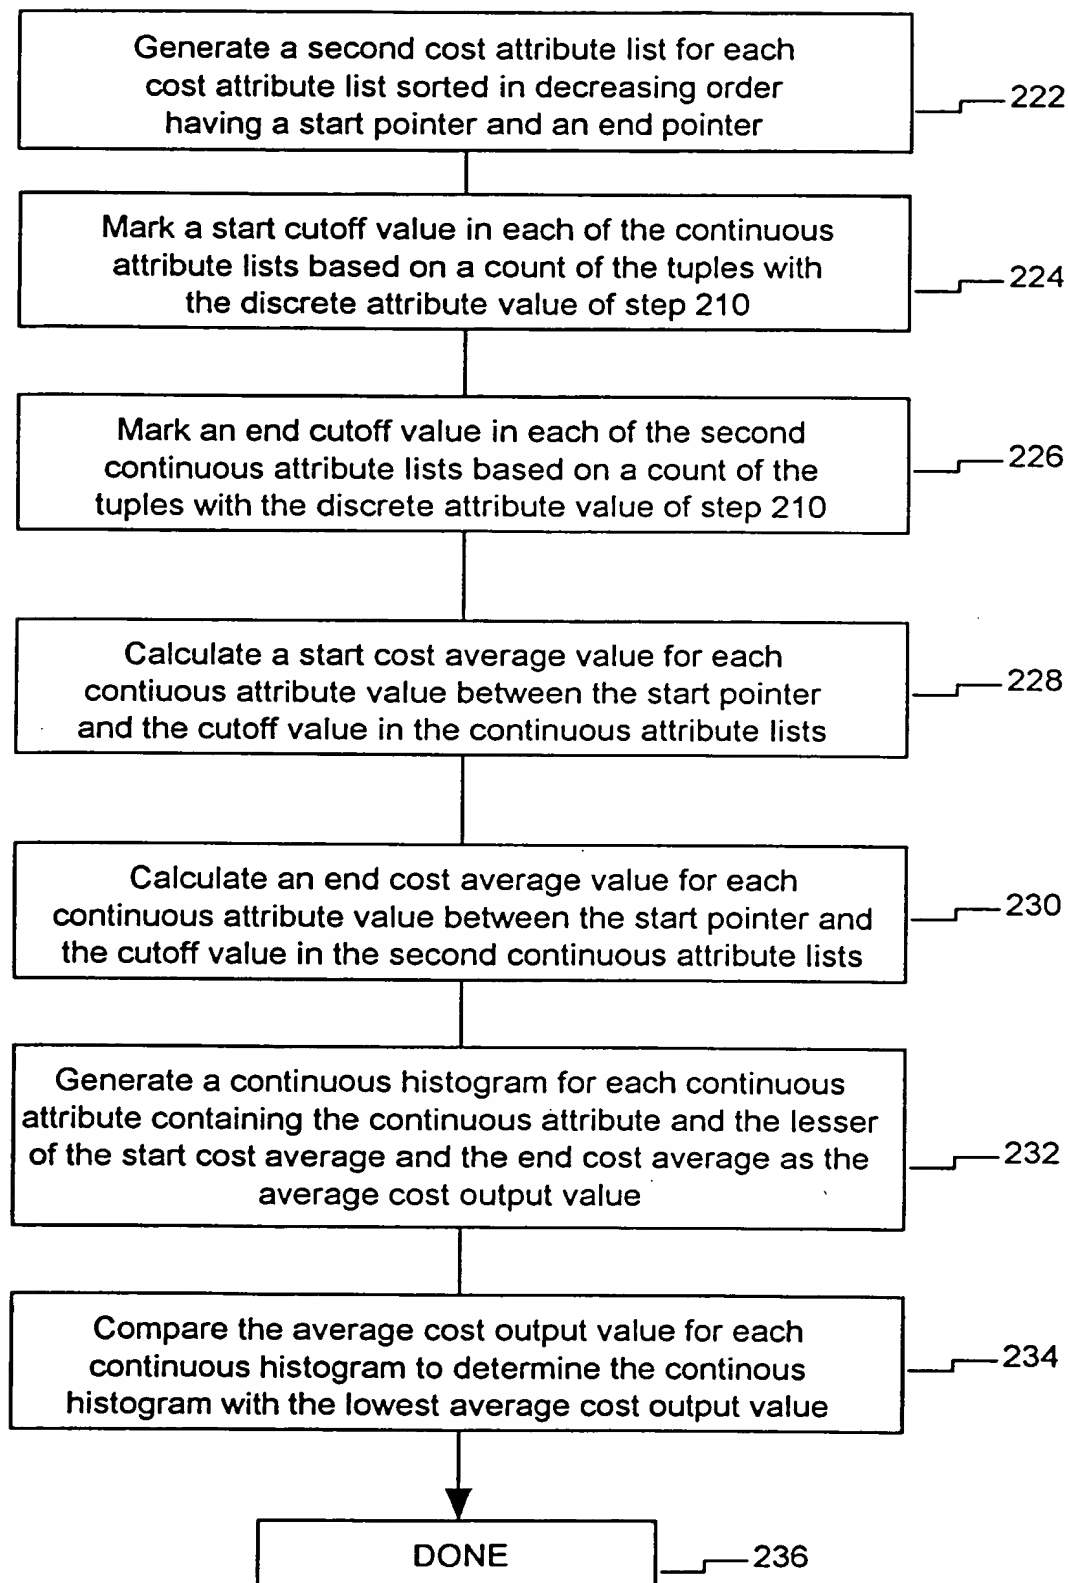 Generate a second cost attribute list for each
cost attribute list sorted in decreasing order
having a start pointer and an end pointer
222
Mark a start cutoff value in each of the continuous
attribute lists based on a count of the tuples with
the discrete attribute value of step 210
224
Mark an end cutoff value in each of the second
continuous attribute lists based on a count of the
tuples with the discrete attribute value of step 210
226
Calculate a start cost average value for each
contiuous attribute value between the start pointer
and the cutoff value in the continuous attribute lists
228
Calculate an end cost average value for each
continuous attribute value between the start pointer and
the cutoff value in the second continuous attribute lists
230
Generate a continuous histogram for each continuous
attribute containing the continuous attribute and the lesser
of the start cost average and the end cost average as the
average cost output value
232
Compare the average cost output value for each
continuous histogram to determine the continous
histogram with the lowest average cost output value
234
DONE
236